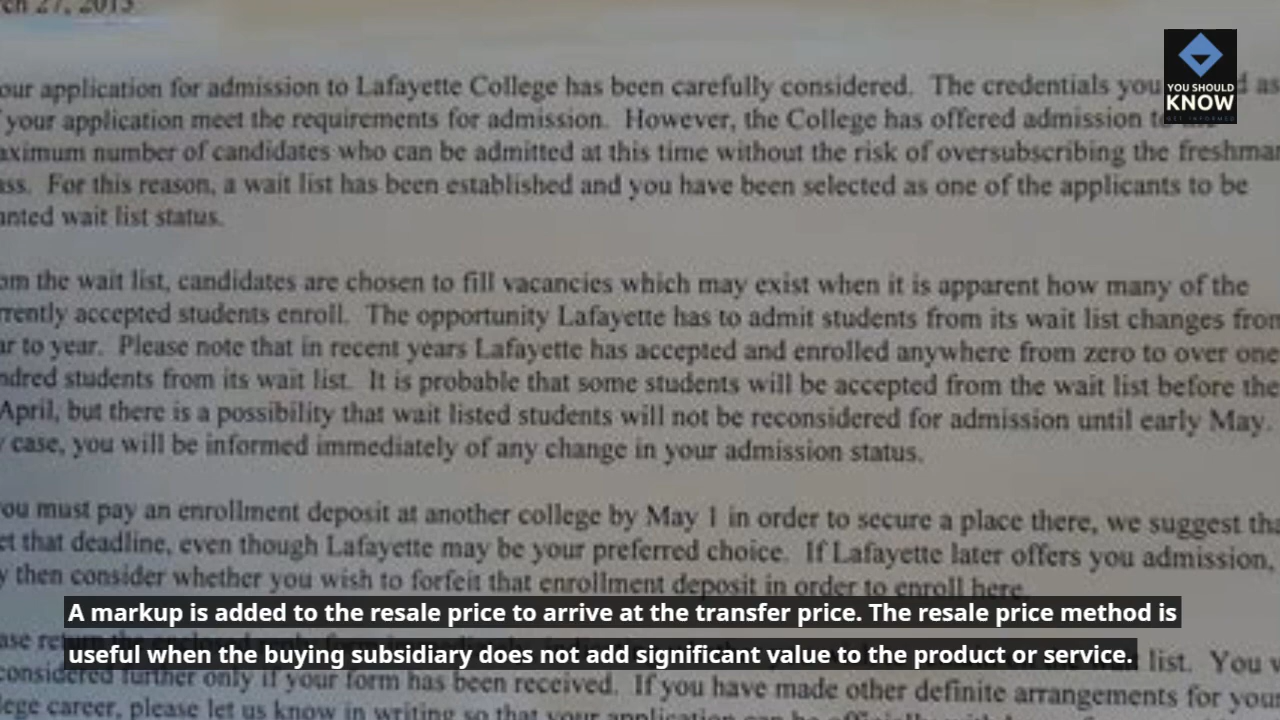 rch 27, 2015
our application for admission to Lafayette College has been carefully considered. The credentials you as
your application meet the requirements for admission. However, the College has offered admission to the
aximum number of candidates who can be admitted at this time without the risk of oversubscribing the freshman
ass. For this reason, a wait list has been established and you have been selected as one of the applicants to be
anted wait list status.
om the wait list, candidates are chosen to fill vacancies which may exist when it is apparent how many of the
rrently accepted students enroll. The opportunity Lafayette has to admit students from its wait list changes from
ar to year. Please note that in recent years Lafayette has accepted and enrolled anywhere from zero to over one
ndred students from its wait list. It is probable that some students will be accepted from the wait list before the
April, but there is a possibility that wait listed students will not be reconsidered for admission until early May.
y case, you will be informed immediately of any change in your admission status.
ou must pay an enrollment deposit at another college by May 1 in order to secure a place there, we suggest tha
et that deadline, even though Lafayette may be your preferred choice. If Lafayette later offers you admission,
y then consider whether you wish to forfeit that enrollment deposit in order to enroll here.
list. You w
considered further only if your form has been received. If you have made other definite arrangements for your
lege career, please let us know in writing so that your application can be officially
YOU SHOULD
KNOW
GET INFORMED
A markup is added to the resale price to arrive at the transfer price. The resale price method is
useful when the buying subsidiary does not add significant value to the product or service.